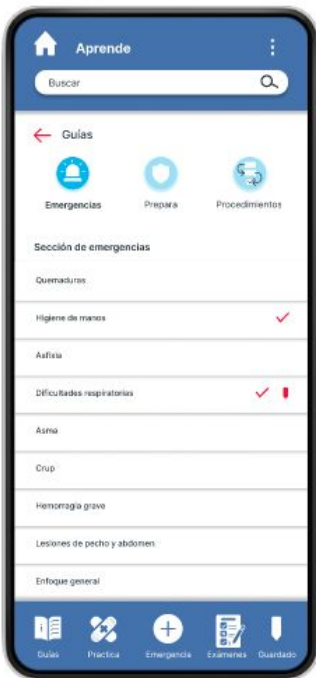 Aprende
Buscar
Guías
Emergencias Prepara Procedimientos
Sección de emergencias
Quemaduras
Higiene de manos
Asfixia
Dificultades respiratorias
Asma
Crup
Hemorragia grave
Lesiones de pecho y abdomen
Enfoque general
Guías Practica Emergencia Exámenes Guardado